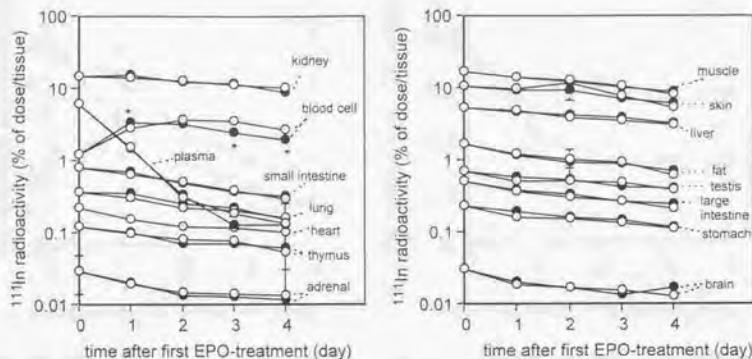 100
10
1
0.1
0.01
¹¹¹In radioactivity (% of dose/tissue)
kidney
*
blood cell
*
*
plasma
small intestine
lung
heart
thymus
adrenal
0 1 2 3 4
time after first EPO-treatment (day)
100
10
1
0.1
0.01
¹¹¹In radioactivity (% of dose/tissue)
muscle
skin
liver
fat
testis
large
intestine
stomach
brain
0 1 2 3 4
time after first EPO-treatment (day)